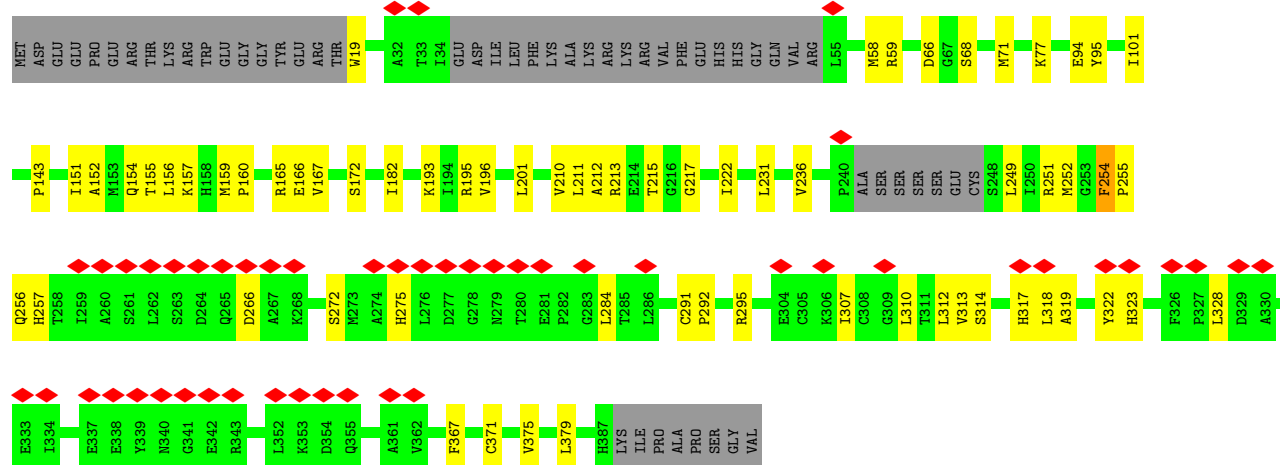 MET ASP GLU GLU PRO GLU ARG THR LYS ARG TRP GLU GLY GLY TYR GLU ARG THR W19 A32 T33 I34 GLU ASP ILE LEU PHE LYS ALA LYS ARG LYS ARG VAL PHE GLU HIS HIS GLY GLN VAL ARG L55 M58 R59 D66 G67 S68 M71 K77 E94 Y95 I101
P143 I151 A152 M153 Q154 T155 L156 K157 H158 M159 P160 R165 E166 V167 S172 I182 K193 I194 R195 V196 L201 V210 L211 A212 R213 E214 T215 G216 G217 I222 L231 V236 P240 ALA SER SER SER SER GLU CYS S248 L249 I250 R251 M252 G253 F254 P255
Q256 H257 T258 I259 A260 S261 L262 S263 D264 Q265 D266 A267 K268 S272 M273 A274 H275 L276 D277 G278 N279 T280 E281 P282 G283 L284 T285 L286 C291 P292 R295 E304 C305 K306 I307 C308 G309 L310 T311 L312 V313 S314 H317 L318 A319 Y322 H323 F326 P327 L328 D329 A330
E333 I334 E337 E338 Y339 N340 G341 E342 R343 L352 K353 D354 Q355 A361 V362 F367 C371 V375 L379 H387 LYS ILE PRO ALA PRO SER GLY VAL